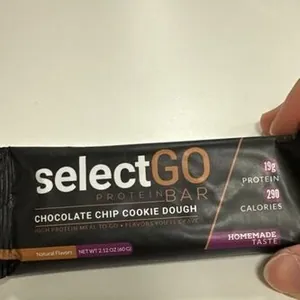 selectGO
PROTEIN BAR
CHOCOLATE CHIP COOKIE DOUGH
Natural Flavors
NET WT 2.12 OZ (60 G)
19g
PROTEIN
290
CALORIES
HOMEMADE
TASTE